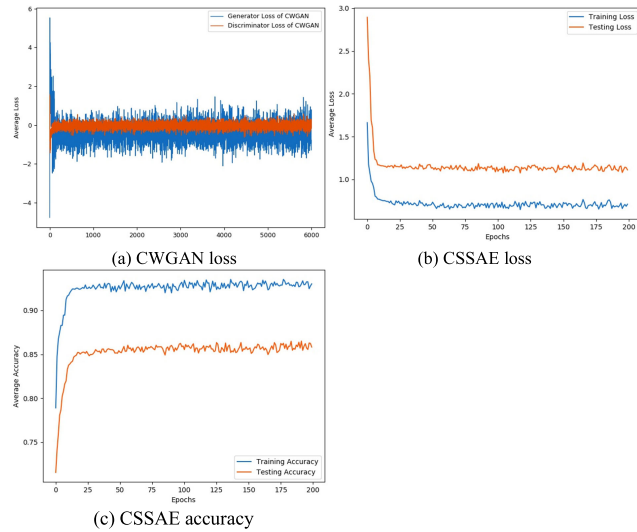 6
4
2
0
−2
−4
Average Loss
Generator Loss of CWGAN
Discriminator Loss of CWGAN
0 1000 2000 3000 4000 5000 6000
(a) CWGAN loss
3.0
2.5
2.0
1.5
1.0
Average Loss
Training Loss
Testing Loss
0 25 50 75 100 125 150 175 200
Epochs
(b) CSSAE loss
0.90
0.85
0.80
0.75
Average Accuracy
Training Accuracy
Testing Accuracy
0 25 50 75 100 125 150 175 200
Epochs
(c) CSSAE accuracy